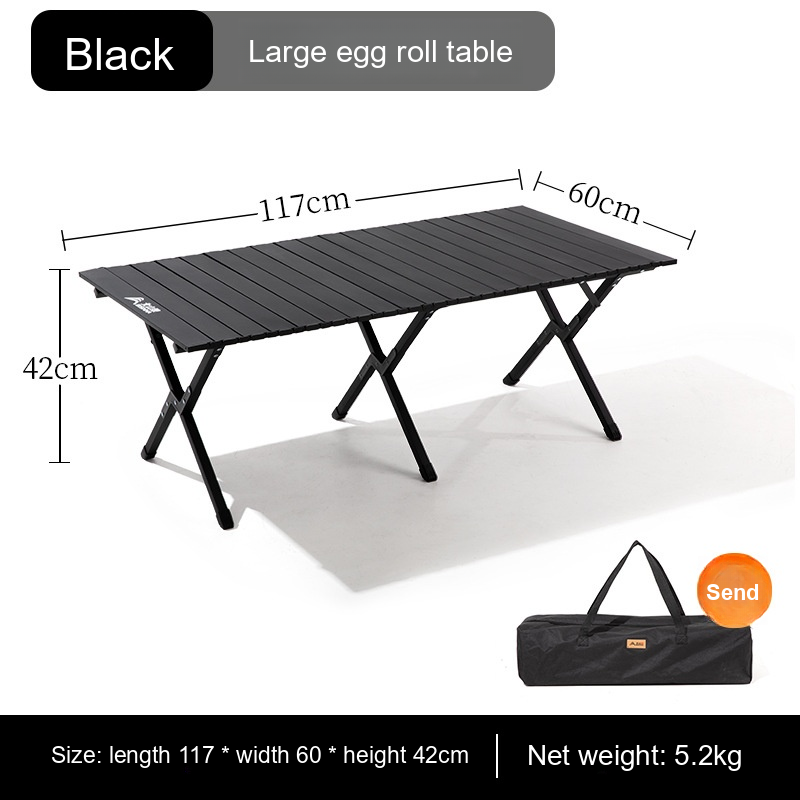 Black
Large egg roll table
117cm
60cm
42cm
Send
Size: length 117 * width 60 * height 42cm
Net weight: 5.2kg